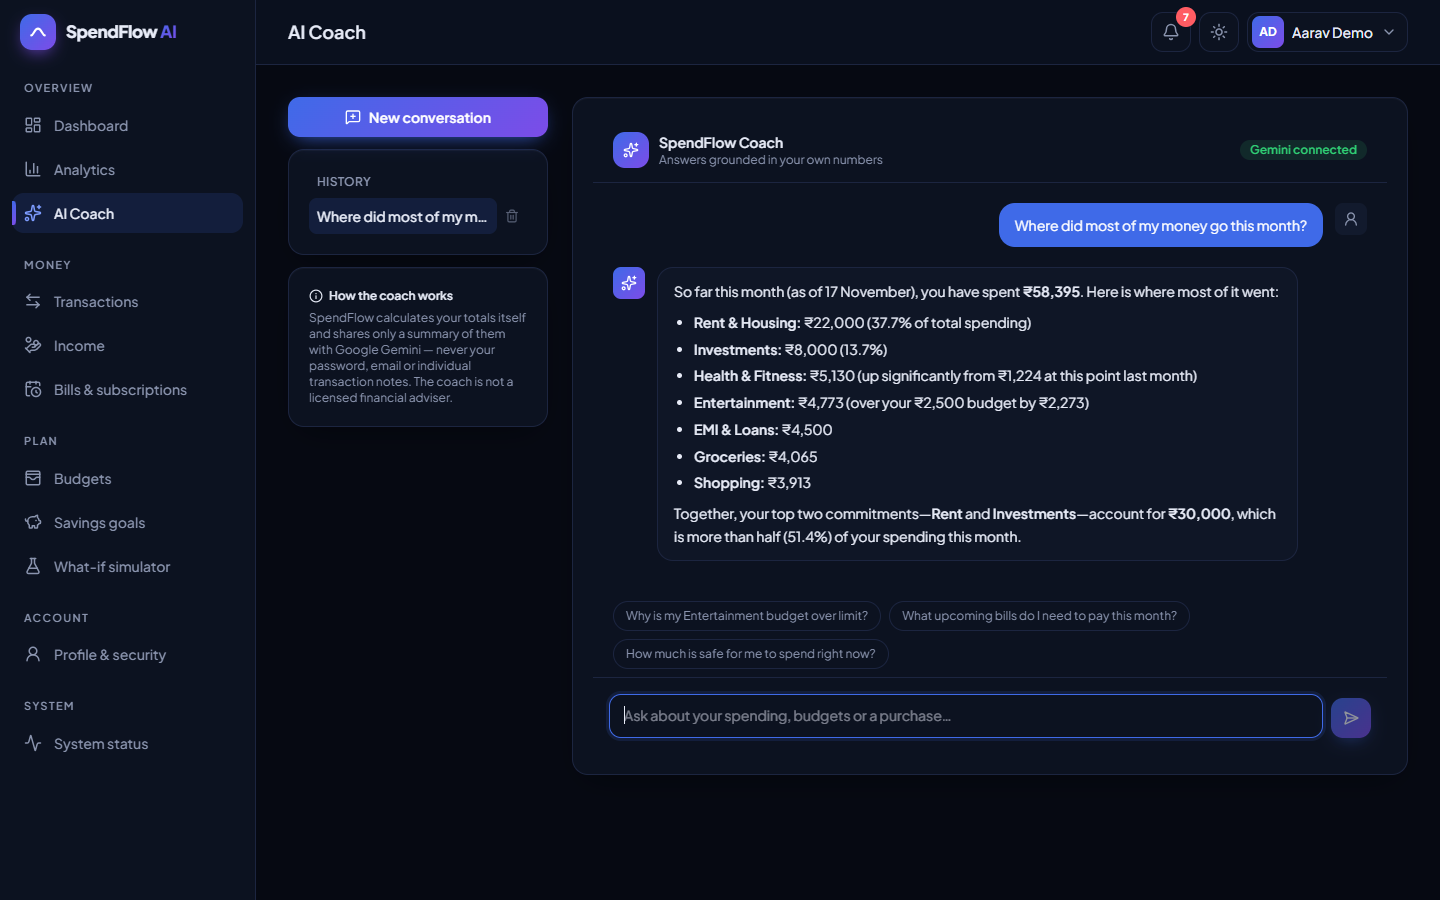 SpendFlow AI
OVERVIEW
Dashboard
Analytics
AI Coach
MONEY
Transactions
Income
Bills & subscriptions
PLAN
Budgets
Savings goals
What-if simulator
ACCOUNT
Profile & security
SYSTEM
System status
AI Coach
7
AD
Aarav Demo
New conversation
HISTORY
Where did most of my m...
How the coach works
SpendFlow calculates your totals itself
and shares only a summary of them
with Google Gemini — never your
password, email or individual
transaction notes. The coach is not a
licensed financial adviser.
SpendFlow Coach
Answers grounded in your own numbers
Gemini connected
Where did most of my money go this month?
So far this month (as of 17 November), you have spent ₹58,395. Here is where most of it went:
• Rent & Housing: ₹22,000 (37.7% of total spending)
• Investments: ₹8,000 (13.7%)
• Health & Fitness: ₹5,130 (up significantly from ₹1,224 at this point last month)
• Entertainment: ₹4,773 (over your ₹2,500 budget by ₹2,273)
• EMI & Loans: ₹4,500
• Groceries: ₹4,065
• Shopping: ₹3,913
Together, your top two commitments—Rent and Investments—account for ₹30,000, which
is more than half (51.4%) of your spending this month.
Why is my Entertainment budget over limit?
What upcoming bills do I need to pay this month?
How much is safe for me to spend right now?
Ask about your spending, budgets or a purchase...